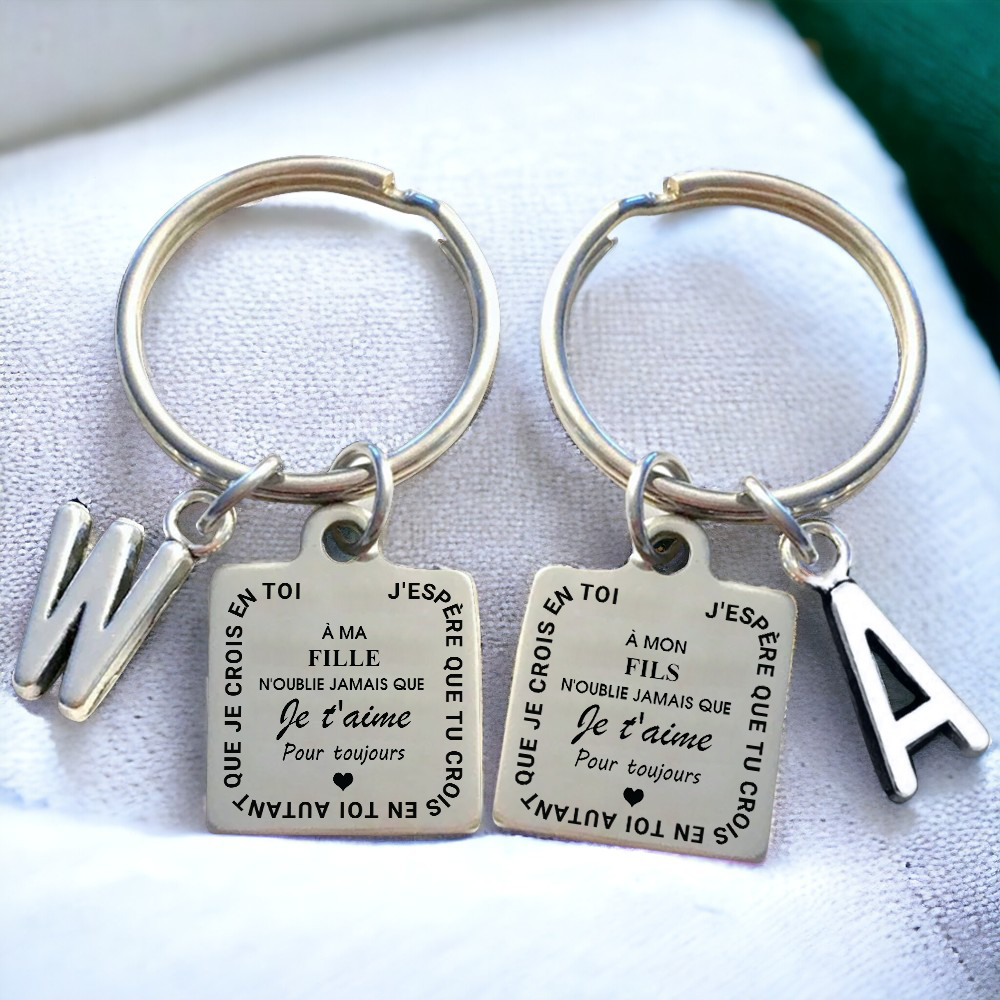 W
J'ESPÈRE QUE TU CROIS EN TOI AUTANT QUE JE CROIS EN TOI
À MA
FILLE
N'OUBLIE JAMAIS QUE
Je t'aime
Pour toujours
J'ESPÈRE QUE TU CROIS EN TOI AUTANT QUE JE CROIS EN TOI
À MON
FILS
N'OUBLIE JAMAIS QUE
Je t'aime
Pour toujours
A